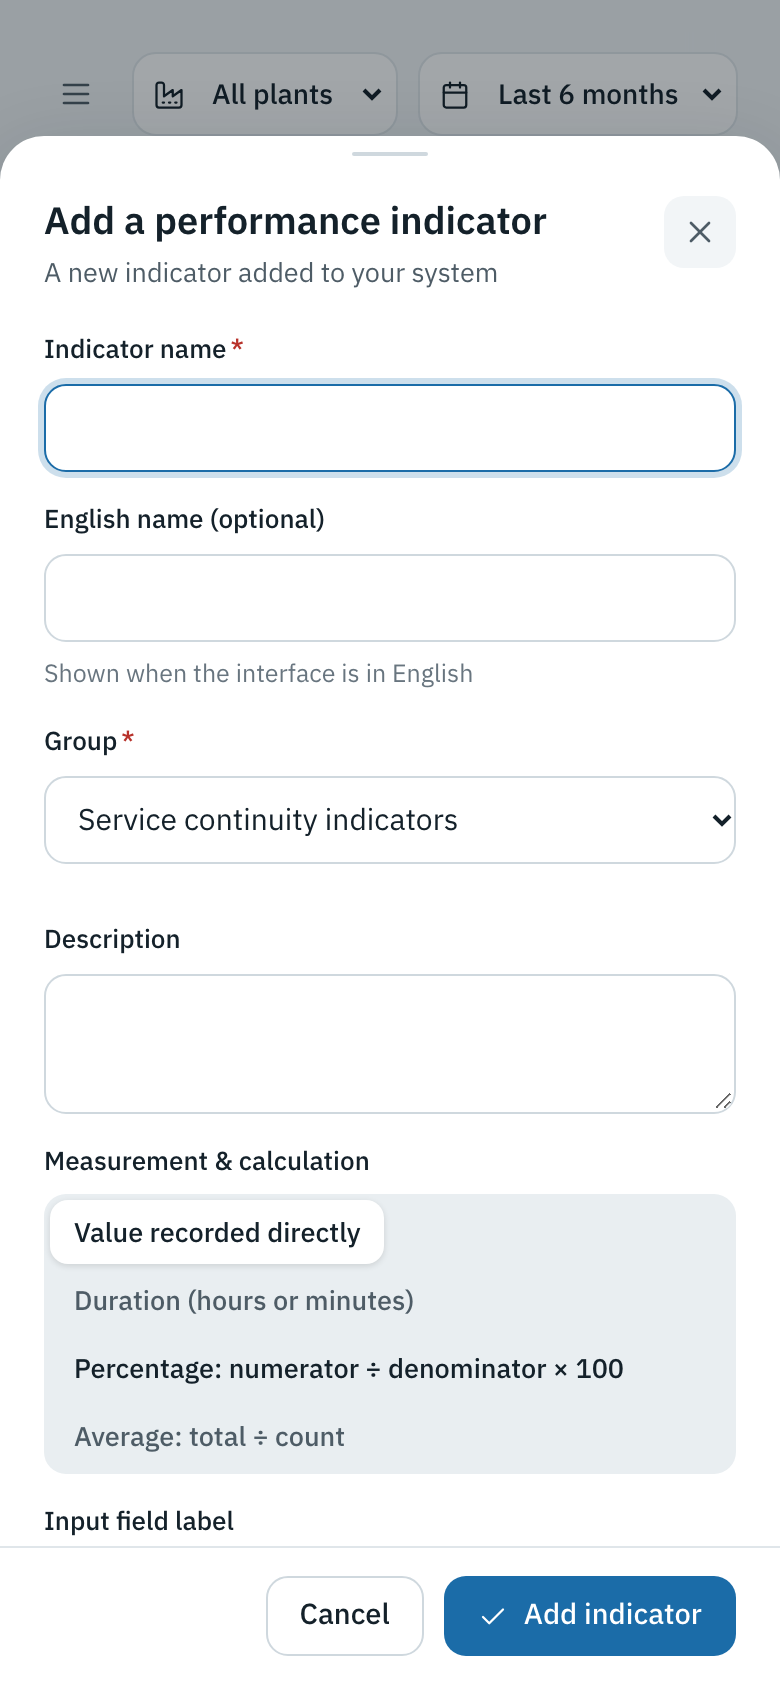 All plants
Last 6 months
Add a performance indicator
A new indicator added to your system
Indicator name *
English name (optional)
Shown when the interface is in English
Group *
Service continuity indicators
Description
Measurement & calculation
Value recorded directly
Duration (hours or minutes)
Percentage: numerator ÷ denominator × 100
Average: total ÷ count
Input field label
Cancel
Add indicator